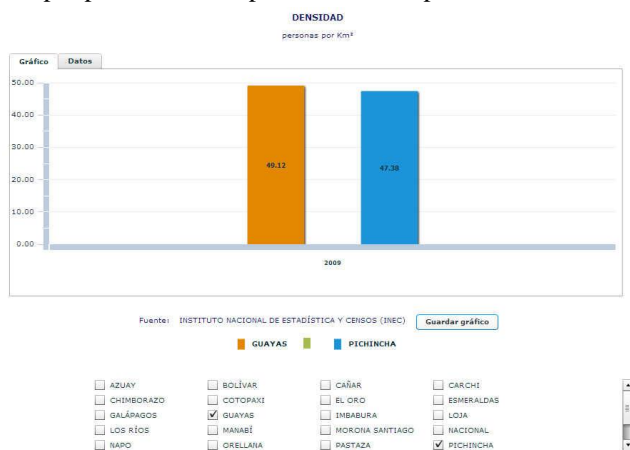 DENSIDAD
personas por Km²
Gráfico Datos
50.00
40.00
30.00
20.00
10.00
0.00
49.12
47.38
2009
Fuente: INSTITUTO NACIONAL DE ESTADÍSTICA Y CENSOS (INEC) Guardar gráfico
GUAYAS PICHINCHA
AZUAY BOLÍVAR CAÑAR CARCHI
CHIMBORAZO COTOPAXI EL ORO ESMERALDAS
GALÁPAGOS GUAYAS IMBABURA LOJA
LOS RÍOS MANABÍ MORONA SANTIAGO NACIONAL
NAPO ORELLANA PASTAZA PICHINCHA